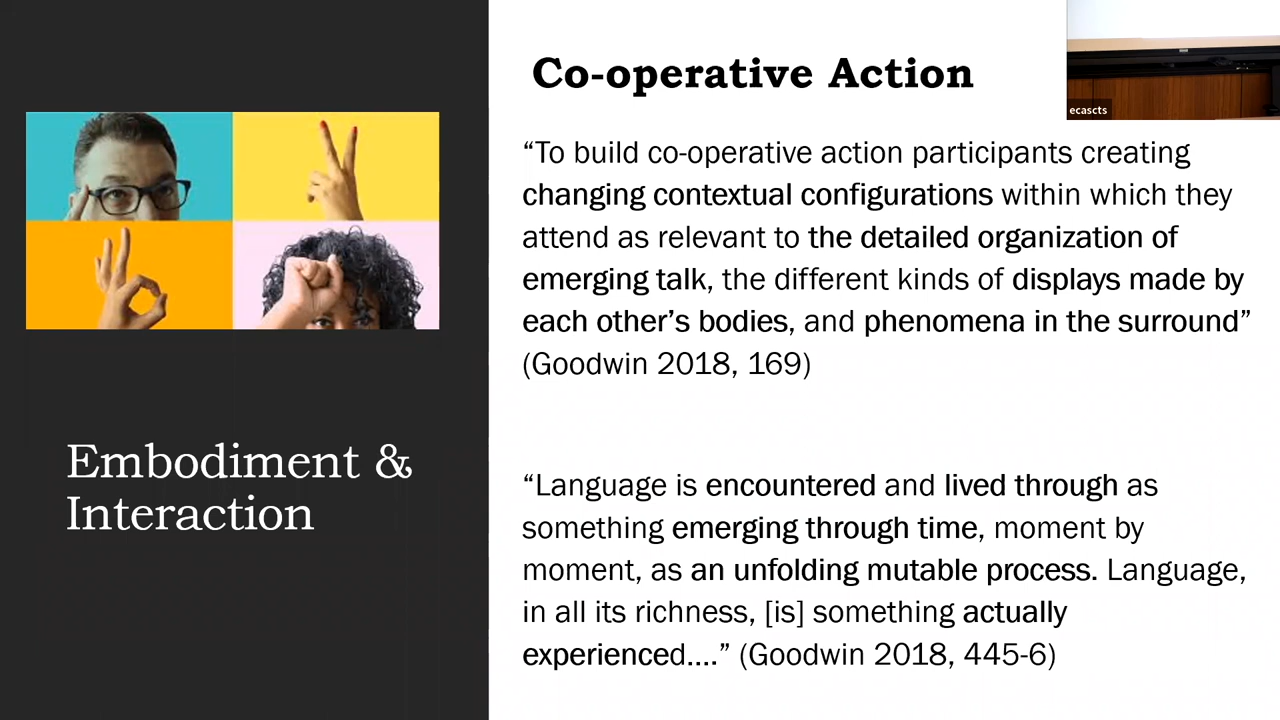 Co-operative Action
ecascts
“To build co-operative action participants creating
changing contextual configurations within which they
attend as relevant to the detailed organization of
emerging talk, the different kinds of displays made by
each other’s bodies, and phenomena in the surround”
(Goodwin 2018, 169)
Embodiment &
Interaction
“Language is encountered and lived through as
something emerging through time, moment by
moment, as an unfolding mutable process. Language,
in all its richness, [is] something actually
experienced....” (Goodwin 2018, 445-6)